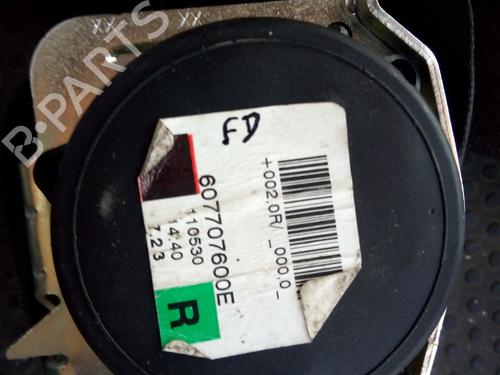 B-PARTS
FD
+002.0R/ _000.0_
607707600E
110530
14:40
7.23
R